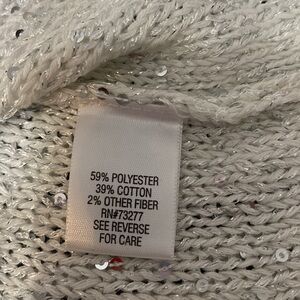 59% POLYESTER
39% COTTON
2% OTHER FIBER
RN#73277
SEE REVERSE
FOR CARE